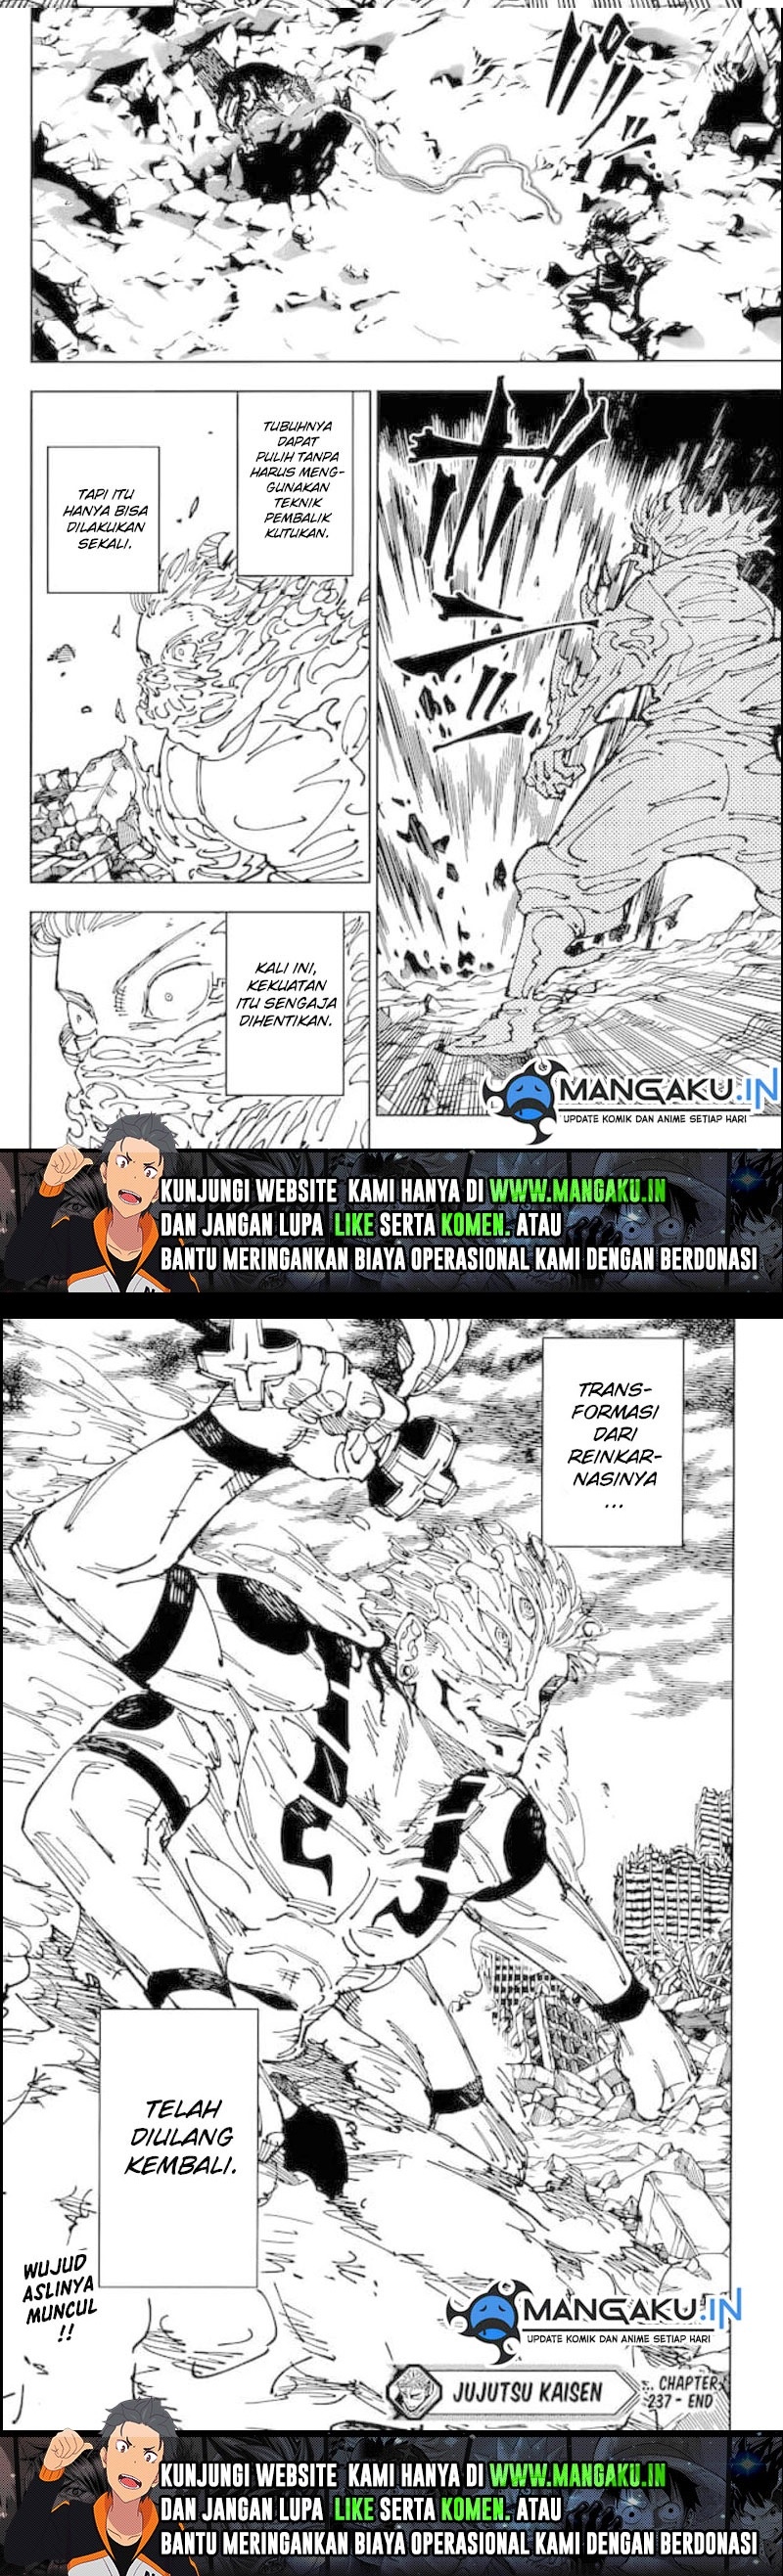 TUBUHNYA
DAPAT
PULIH TANPA
HARUS MENG-
GUNAKAN
TEKNIK
PEMBALIK
KUTUKAN.
TAPI ITU
HANYA BISA
DILAKUKAN
SEKALI.
KALI INI,
KEKUATAN
ITU SENGAJA
DIHENTIKAN.
MANGAKU.IN
UPDATE KOMIK DAN ANIME SETIAP HARI
KUNJUNGI WEBSITE KAMI HANYA DI WWW.MANGAKU.IN
DAN JANGAN LUPA LIKE SERTA KOMEN. ATAU
BANTU MERINGANKAN BIAYA OPERASIONAL KAMI DENGAN BERDONASI
TRANS-
FORMASI
DARI
REINKAR-
NASINYA
...
TELAH
DIULANG
KEMBALI.
WUJUD
ASLINYA
MUNCUL
!!
MANGAKU.IN
UPDATE KOMIK DAN ANIME SETIAP HARI
JUJUTSU KAISEN
... CHAPTER
237 - END
KUNJUNGI WEBSITE KAMI HANYA DI WWW.MANGAKU.IN
DAN JANGAN LUPA LIKE SERTA KOMEN. ATAU
BANTU MERINGANKAN BIAYA OPERASIONAL KAMI DENGAN BERDONASI